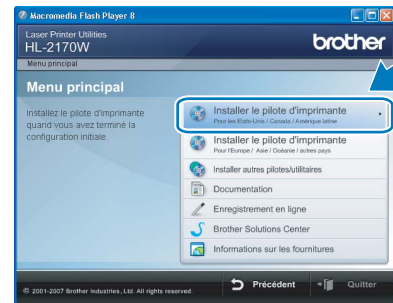 Macromedia Flash Player 8
Laser Printer Utilities
HL-2170W
brother
Menu principal
Menu principal
Installez le pilote d'imprimante
quand vous avez terminé la
configuration initiale.
Installer le pilote d'imprimante
Pour les Etats-Unis / Canada / Amérique latine
Installer le pilote d'imprimante
Pour l'Europe / Asie / Océanie / autres pays
Installer autres pilotes/utilitaires
Documentation
Enregistrement en ligne
Brother Solutions Center
Informations sur les fournitures
© 2001-2007 Brother Industries, Ltd. All rights reserved.
Précédent
Quitter